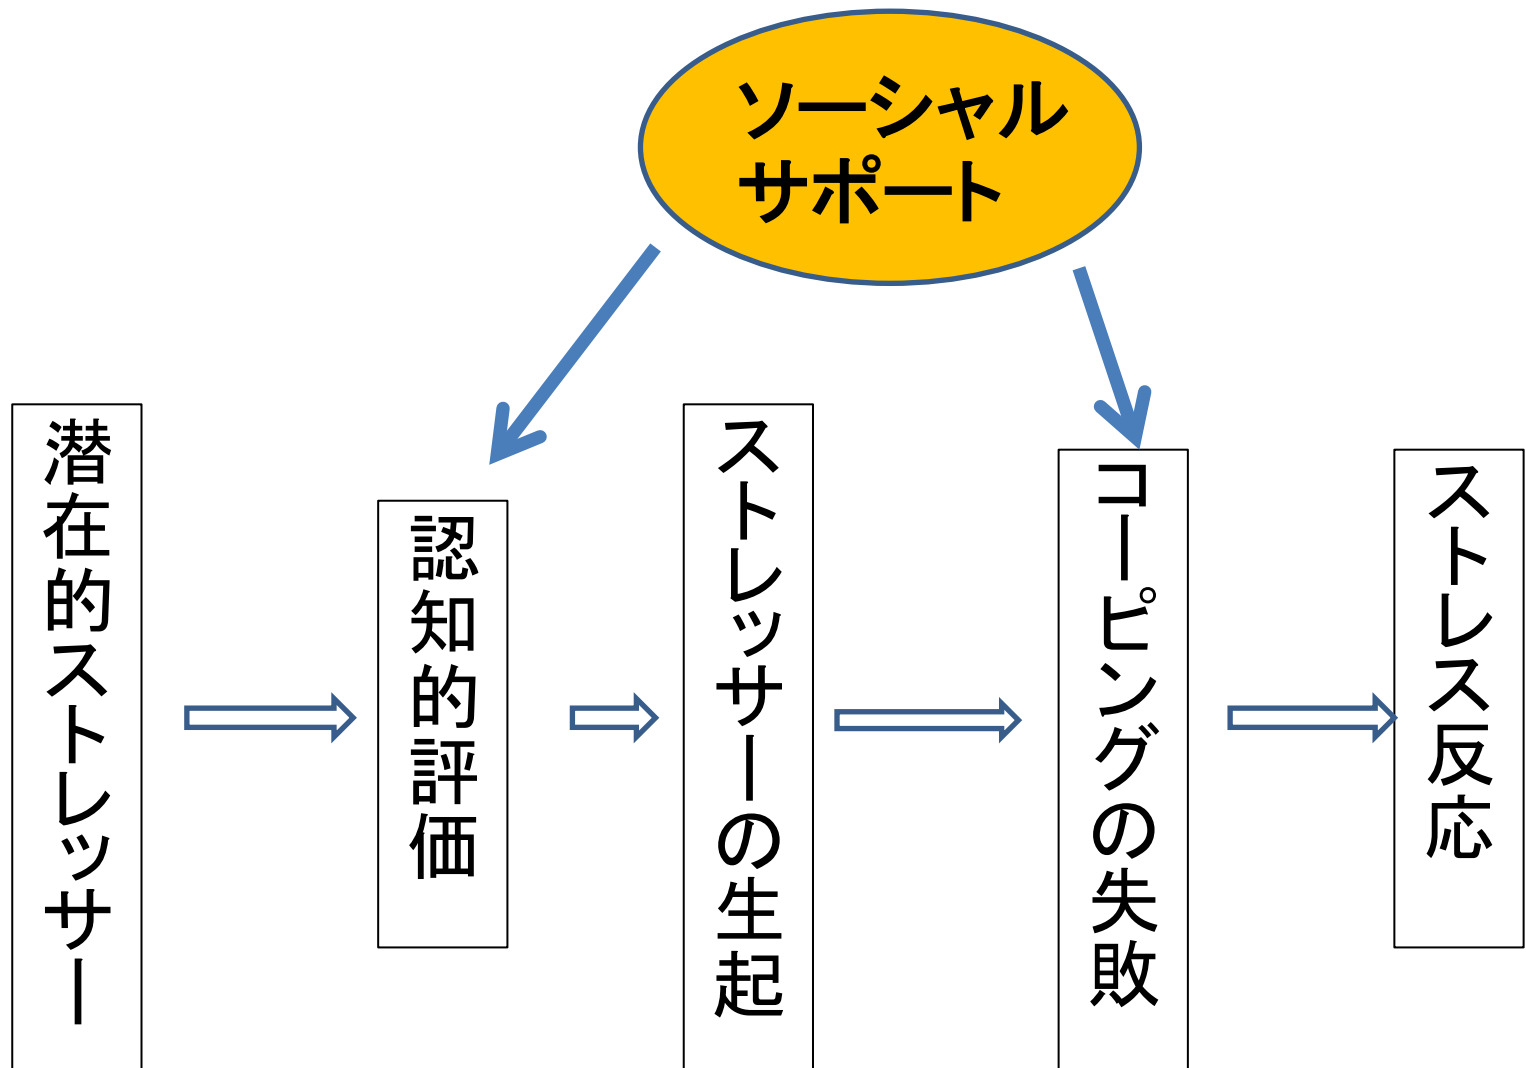 ソーシャル
サポート
潜在的ストレッサー
認知的評価
ストレッサーの生起
コーピングの失敗
ストレス反応